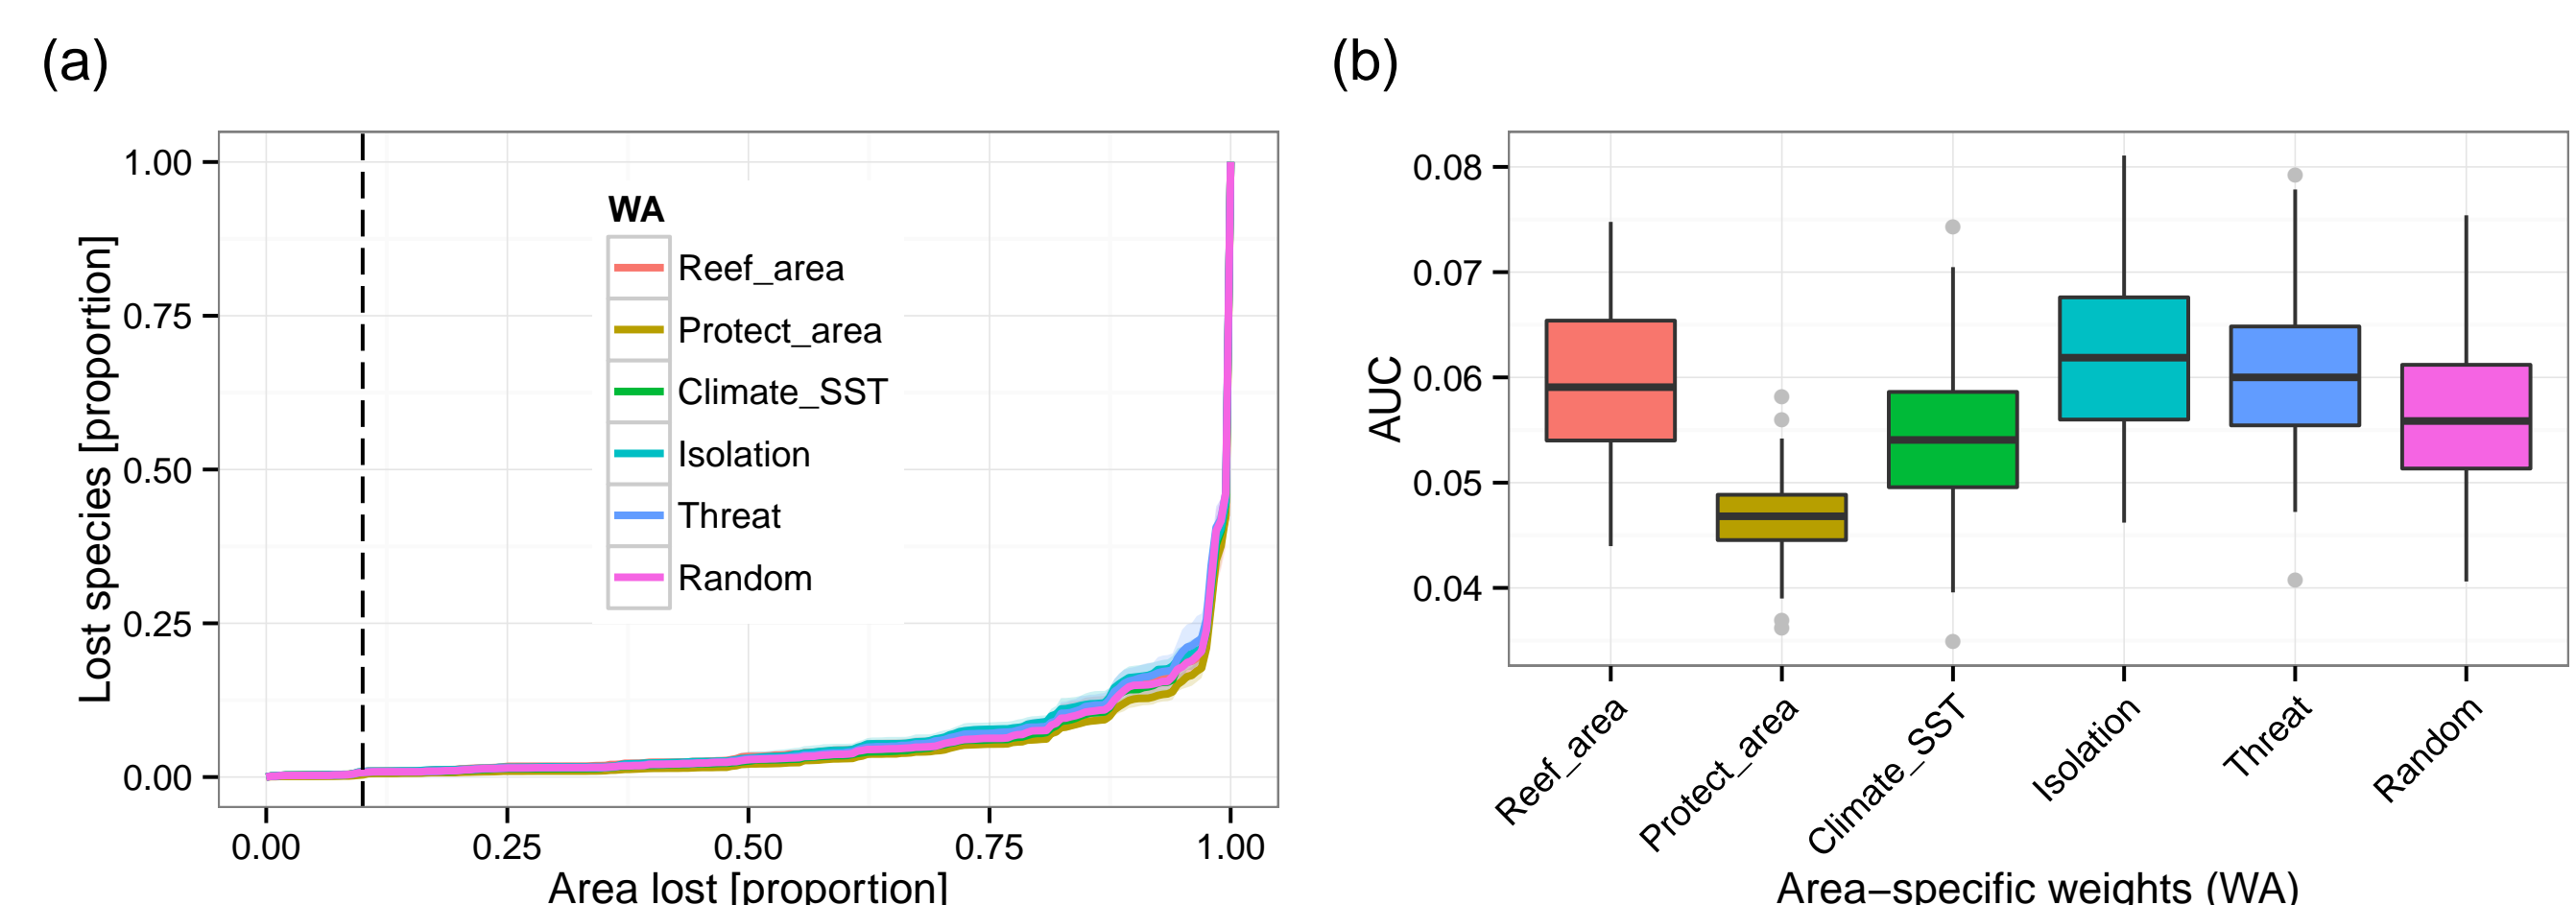 (a)
Lost species [proportion]
1.00
0.75
0.50
0.25
0.00
WA
Reef_area
Protect_area
Climate_SST
Isolation
Threat
Random
0.00 0.25 0.50 0.75 1.00
Area lost [proportion]
(b)
AUC
0.08
0.07
0.06
0.05
0.04
Reef_area
Protect_area
Climate_SST
Isolation
Threat
Random
Area−specific weights (WA)